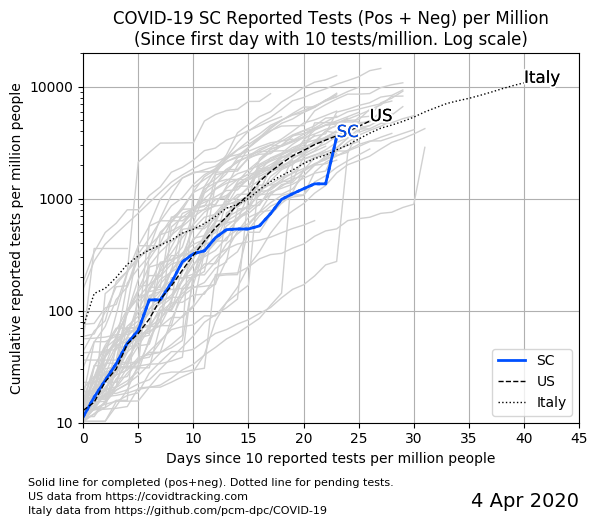 COVID-19 SC Reported Tests (Pos + Neg) per Million
(Since first day with 10 tests/million. Log scale)
Cumulative reported tests per million people
10000
1000
100
10
Italy
US
SC
SC
US
Italy
0 5 10 15 20 25 30 35 40 45
Days since 10 reported tests per million people
Solid line for completed (pos+neg). Dotted line for pending tests.
US data from https://covidtracking.com
Italy data from https://github.com/pcm-dpc/COVID-19
4 Apr 2020